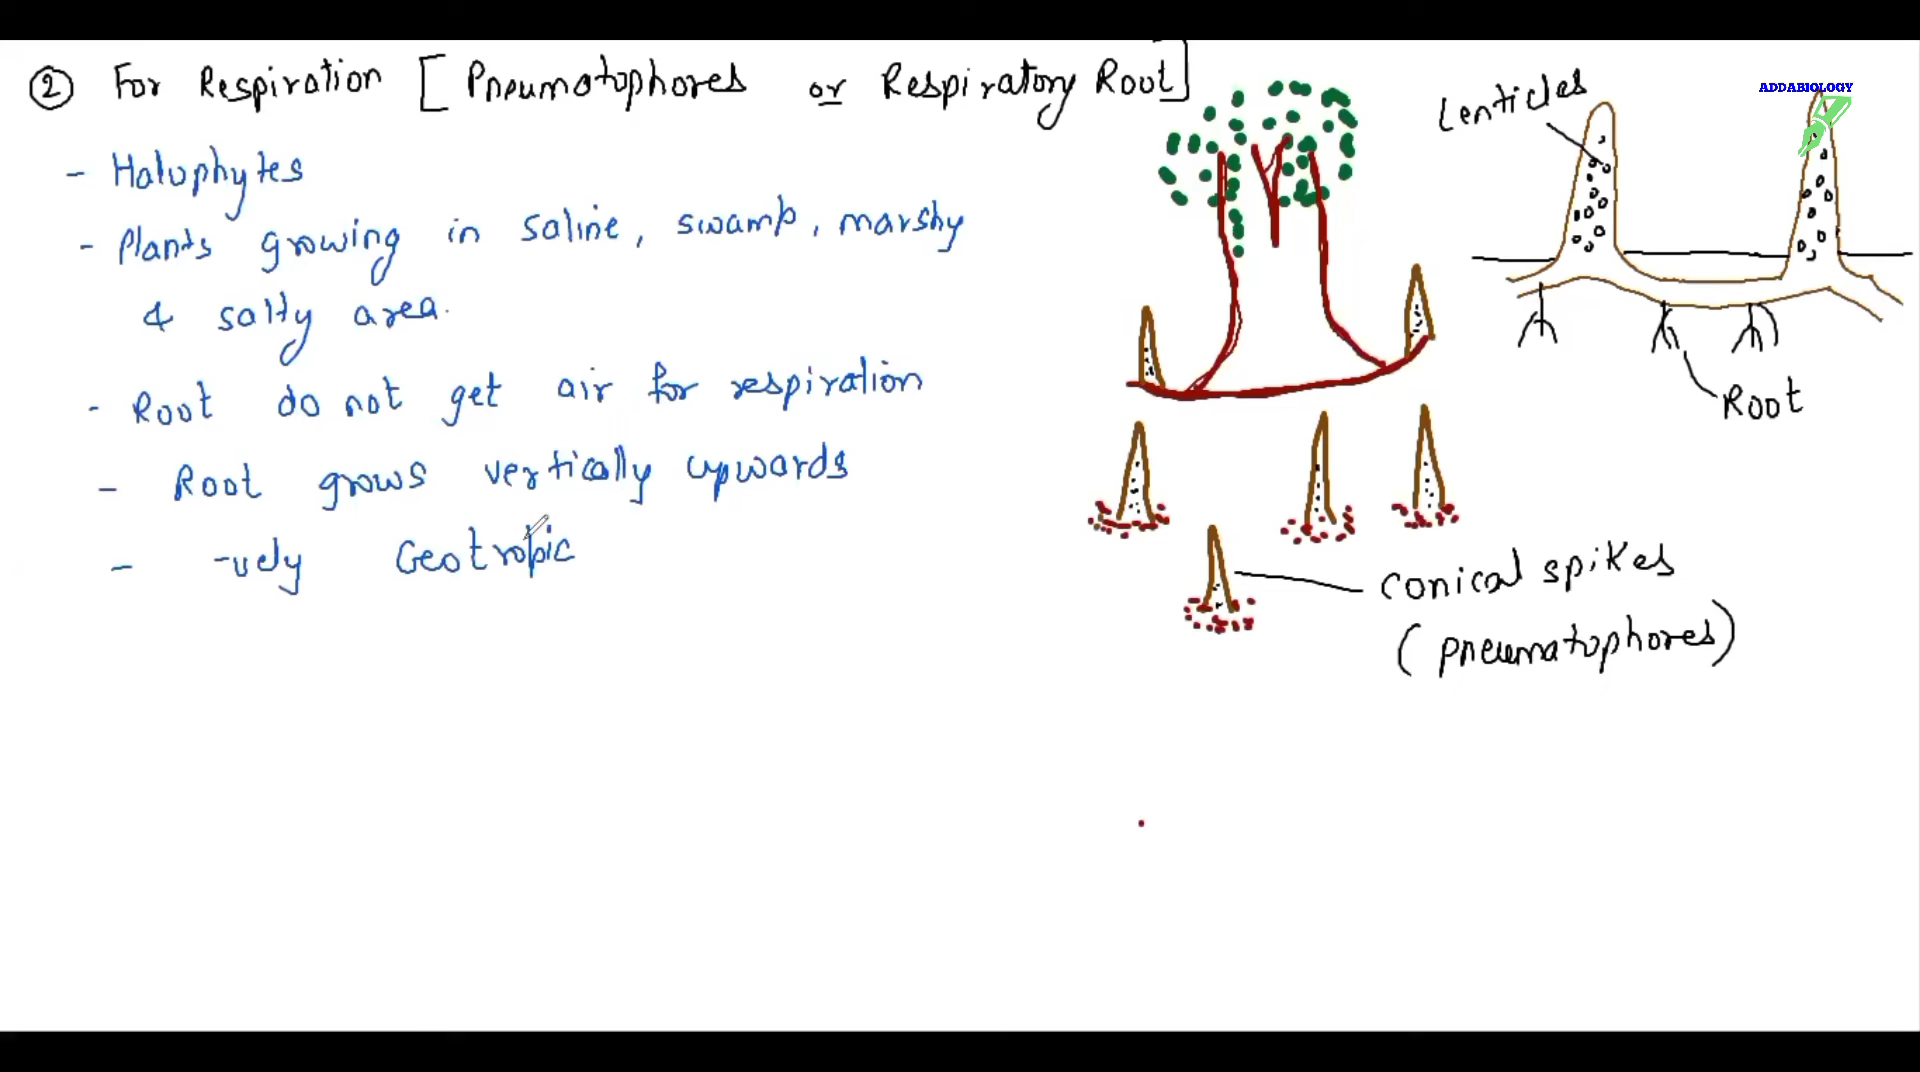 ② For Respiration [Pneumatophores or Respiratory Root]
- Halophytes
- Plants growing in saline, swamp, marshy
& salty area.
- Root do not get air for respiration
- Root grows vertically upwards
- -vely Geotropic
Lenticles
ADDABIOLOGY
Root
conical spikes
(pneumatophores)